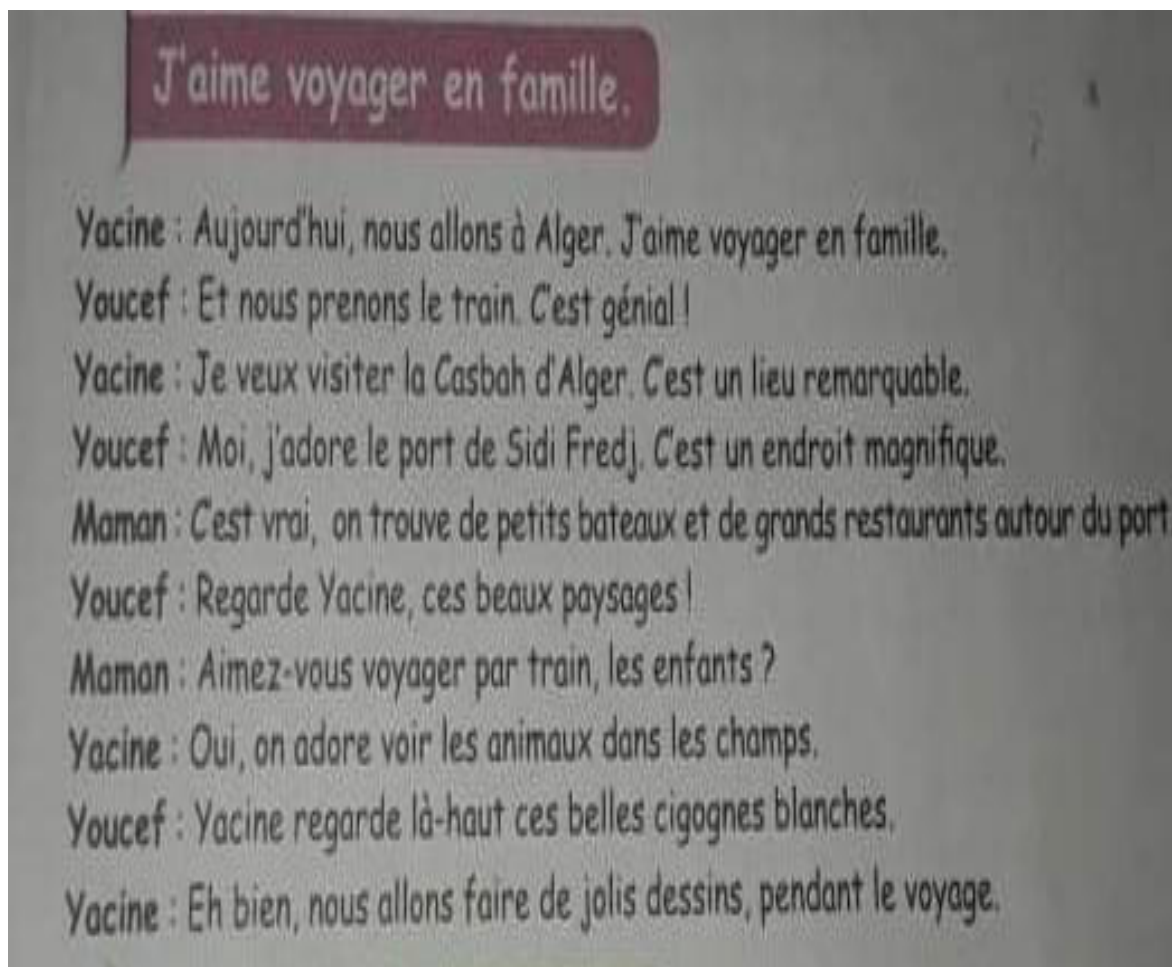 J'aime voyager en famille.
Yacine : Aujourd'hui, nous allons à Alger. J'aime voyager en famille.
Youcef : Et nous prenons le train. C'est génial !
Yacine : Je veux visiter la Casbah d'Alger. C'est un lieu remarquable.
Youcef : Moi, j'adore le port de Sidi Fredj. C'est un endroit magnifique.
Maman : C'est vrai, on trouve de petits bateaux et de grands restaurants autour du port.
Youcef : Regarde Yacine, ces beaux paysages !
Maman : Aimez-vous voyager par train, les enfants ?
Yacine : Oui, on adore voir les animaux dans les champs.
Youcef : Yacine regarde là-haut ces belles cigognes blanches.
Yacine : Eh bien, nous allons faire de jolis dessins, pendant le voyage.